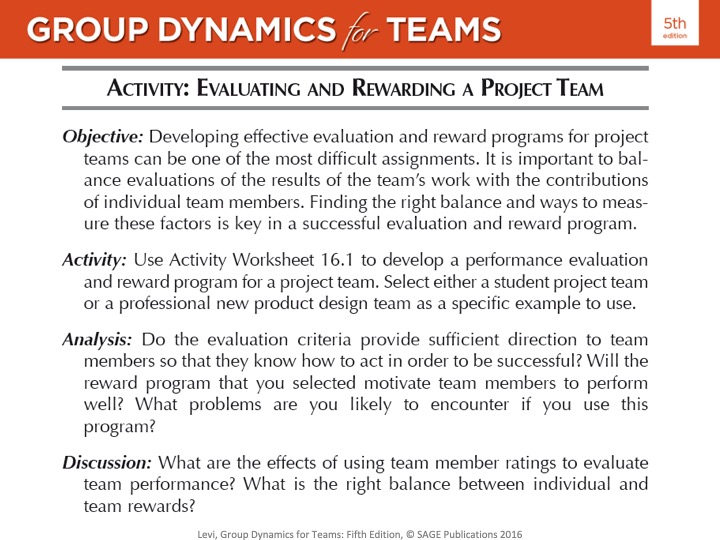 GROUP DYNAMICS for TEAMS
5th
edition
ACTIVITY: EVALUATING AND REWARDING A PROJECT TEAM
Objective: Developing effective evaluation and reward programs for project
teams can be one of the most difficult assignments. It is important to bal-
ance evaluations of the results of the team's work with the contributions
of individual team members. Finding the right balance and ways to meas-
ure these factors is key in a successful evaluation and reward program.
Activity: Use Activity Worksheet 16.1 to develop a performance evaluation
and reward program for a project team. Select either a student project team
or a professional new product design team as a specific example to use.
Analysis: Do the evaluation criteria provide sufficient direction to team
members so that they know how to act in order to be successful? Will the
reward program that you selected motivate team members to perform
well? What problems are you likely to encounter if you use this
program?
Discussion: What are the effects of using team member ratings to evaluate
team performance? What is the right balance between individual and
team rewards?
Levi, Group Dynamics for Teams: Fifth Edition, © SAGE Publications 2016